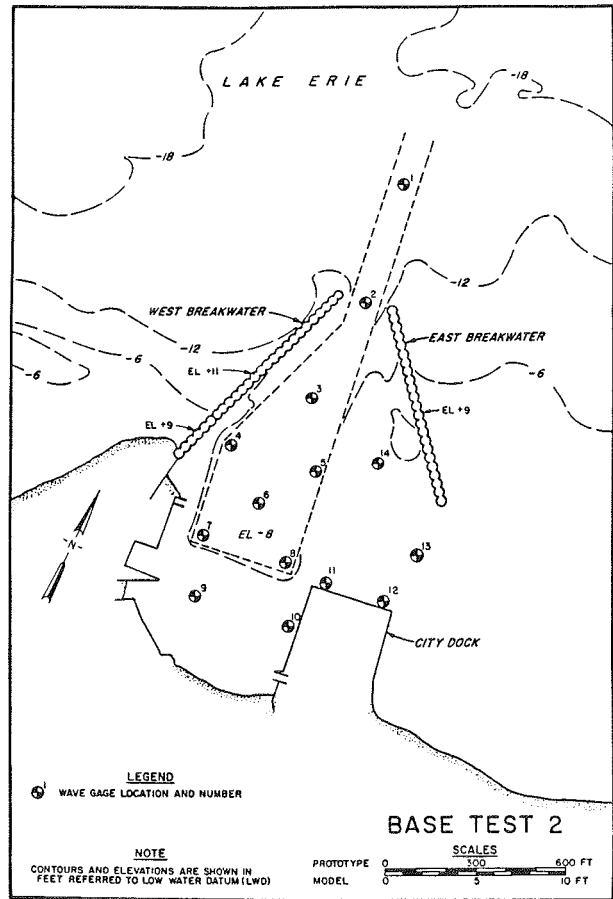 LAKE ERIE
-18
-18
1
-12
2
WEST BREAKWATER
EAST BREAKWATER
-12
-6
EL +11
-6
-6
3
EL +9
EL +9
4
14
5
6
-N-
7
EL -8
13
8
11
9
12
10
CITY DOCK
LEGEND
1 WAVE GAGE LOCATION AND NUMBER
BASE TEST 2
NOTE
CONTOURS AND ELEVATIONS ARE SHOWN IN
FEET REFERRED TO LOW WATER DATUM (LWD)
SCALES
PROTOTYPE 0 300 600 FT
MODEL 0 5 10 FT